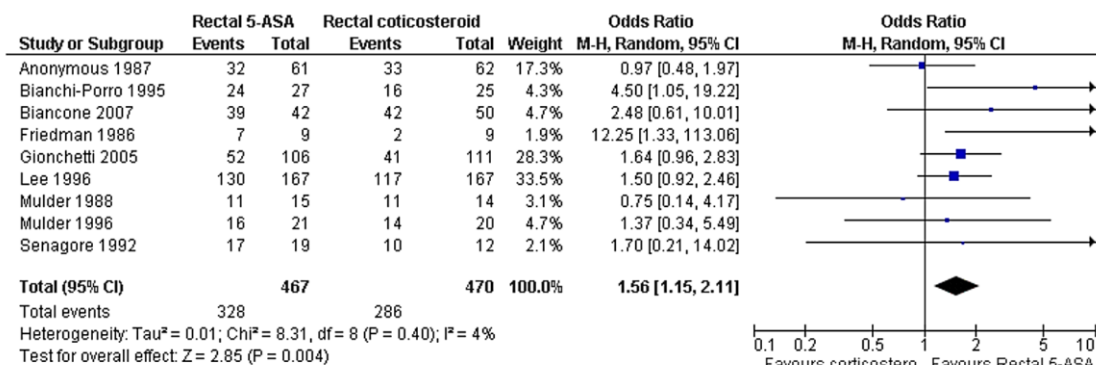 Rectal 5-ASA Rectal corticosteroid Odds Ratio Odds Ratio
Study or Subgroup Events Total Events Total Weight M-H, Random, 95% CI M-H, Random, 95% CI
Anonymous 1987 32 61 33 62 17.3% 0.97 [0.48, 1.97]
Bianchi-Porro 1995 24 27 16 25 4.3% 4.50 [1.05, 19.22]
Biancone 2007 39 42 42 50 4.7% 2.48 [0.61, 10.01]
Friedman 1986 7 9 2 9 1.9% 12.25 [1.33, 113.06]
Gionchetti 2005 52 106 41 111 28.3% 1.64 [0.96, 2.83]
Lee 1996 130 167 117 167 33.5% 1.50 [0.92, 2.46]
Mulder 1988 11 15 11 14 3.1% 0.75 [0.14, 4.17]
Mulder 1996 16 21 14 20 4.7% 1.37 [0.34, 5.49]
Senagore 1992 17 19 10 12 2.1% 1.70 [0.21, 14.02]
Total (95% CI) 467 470 100.0% 1.56 [1.15, 2.11]
Total events 328 286
Heterogeneity: Tau² = 0.01; Chi² = 8.31, df = 8 (P = 0.40); I² = 4%
Test for overall effect: Z = 2.85 (P = 0.004)
0.1 0.2 0.5 1 2 5 10
Favours corticostero Favours Rectal 5-ASA